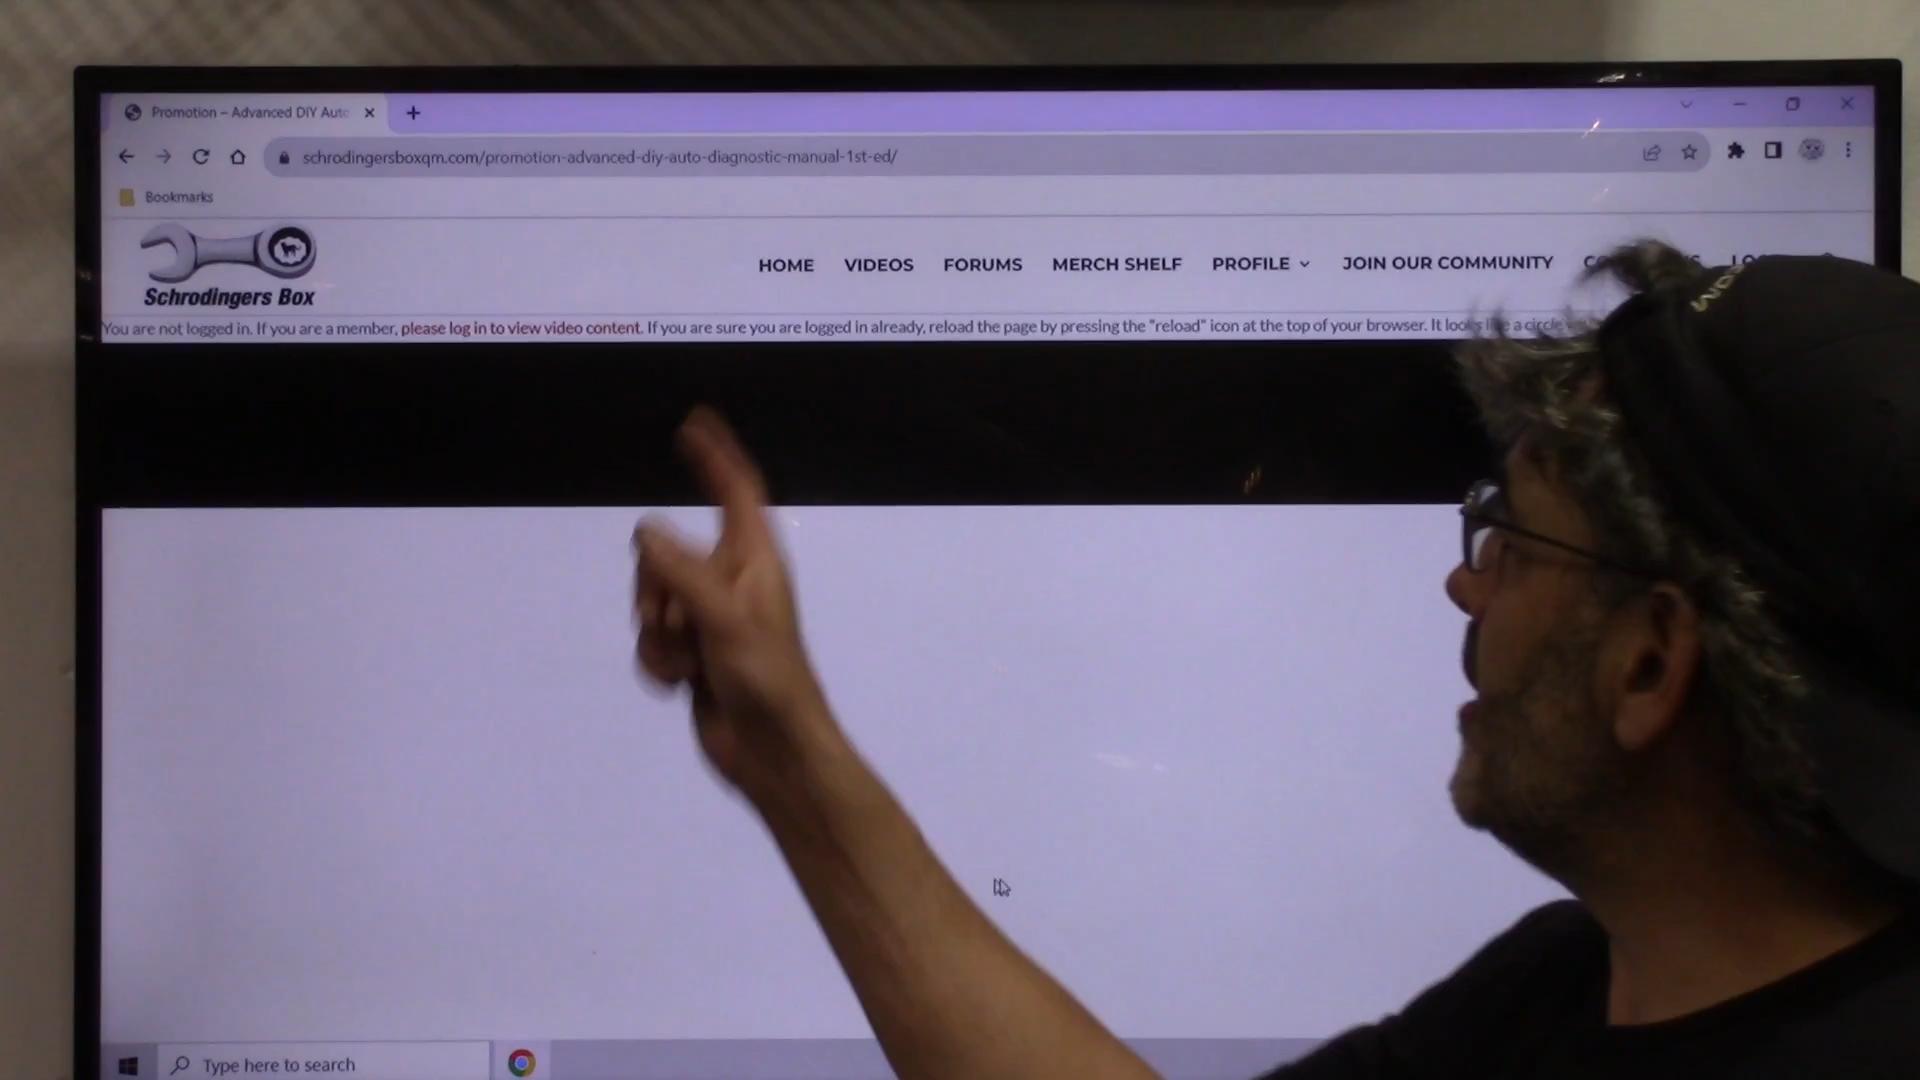 Promotion – Advanced DIY Auto
schrodingersboxqm.com/promotion-advanced-diy-auto-diagnostic-manual-1st-ed/
Bookmarks
HOME VIDEOS FORUMS MERCH SHELF PROFILE JOIN OUR COMMUNITY
Schrodingers Box
You are not logged in. If you are a member, please log in to view video content. If you are sure you are logged in already, reload the page by pressing the "reload" icon at the top of your browser. It looks like a circle
Type here to search